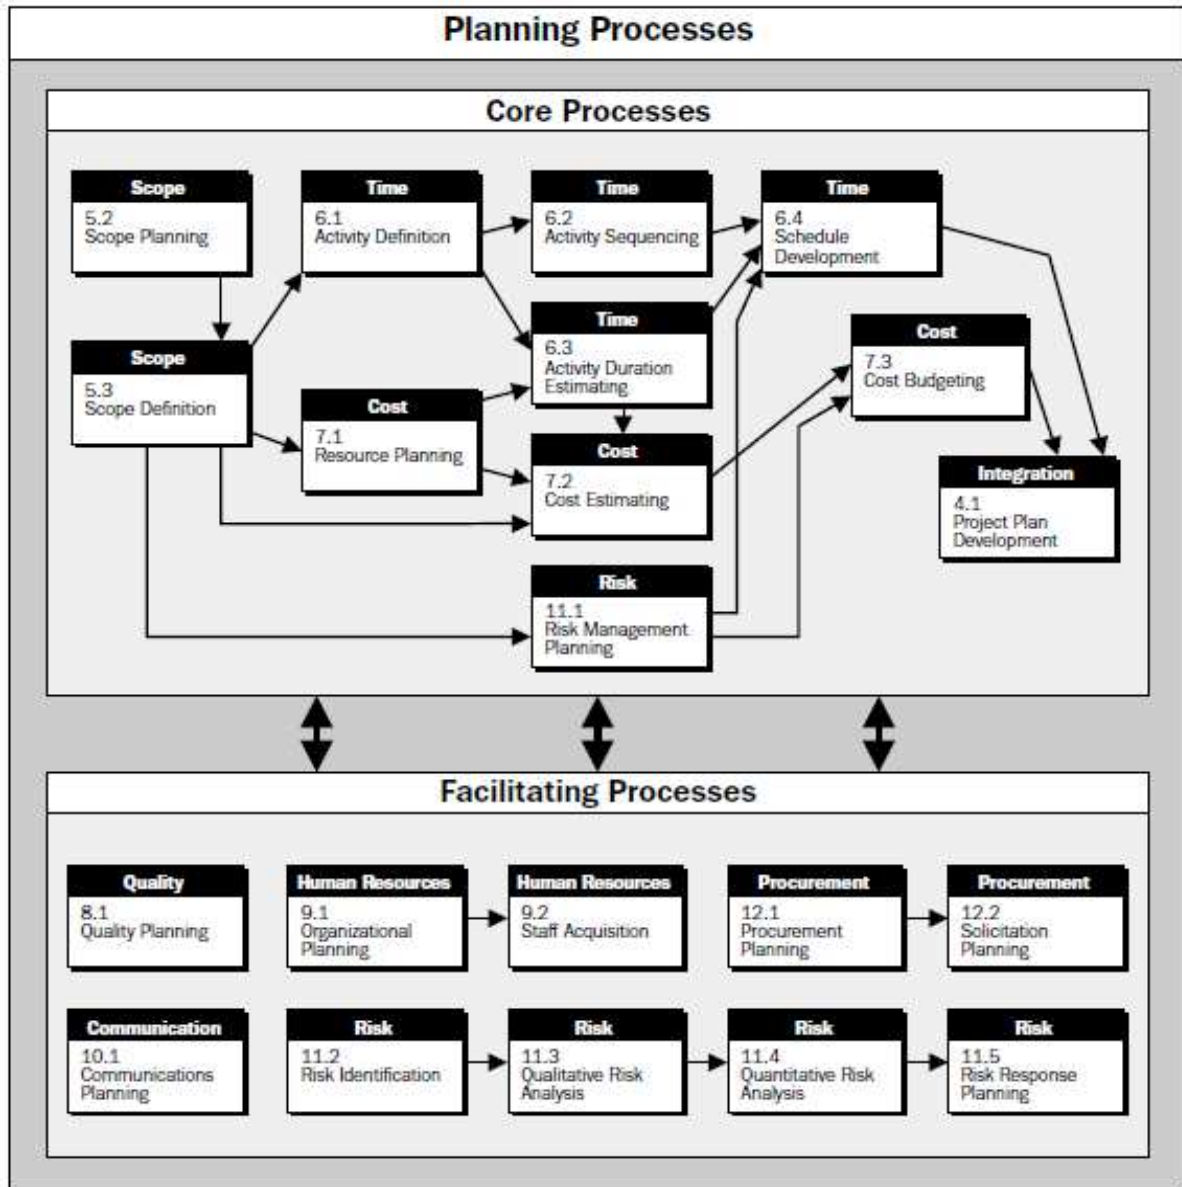 Planning Processes
Core Processes
Scope
5.2
Scope Planning
Time
6.1
Activity Definition
Time
6.2
Activity Sequencing
Time
6.4
Schedule
Development
Scope
5.3
Scope Definition
Cost
7.1
Resource Planning
Time
6.3
Activity Duration
Estimating
Cost
7.2
Cost Estimating
Cost
7.3
Cost Budgeting
Integration
4.1
Project Plan
Development
Risk
11.1
Risk Management
Planning
Facilitating Processes
Quality
8.1
Quality Planning
Human Resources
9.1
Organizational
Planning
Human Resources
9.2
Staff Acquisition
Procurement
12.1
Procurement
Planning
Procurement
12.2
Solicitation
Planning
Communication
10.1
Communications
Planning
Risk
11.2
Risk Identification
Risk
11.3
Qualitative Risk
Analysis
Risk
11.4
Quantitative Risk
Analysis
Risk
11.5
Risk Response
Planning